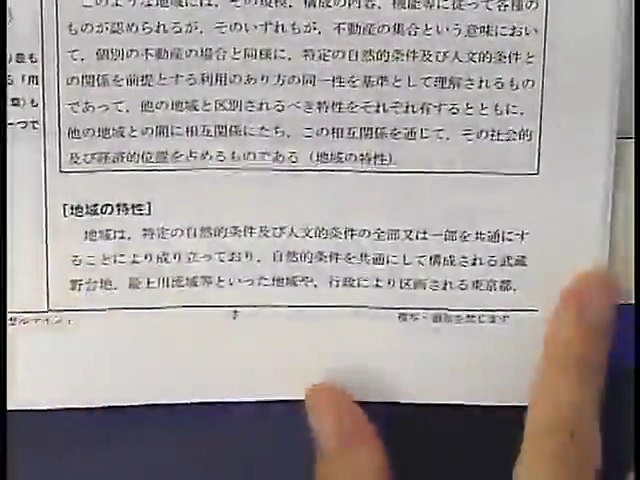 このような地域には，その規模，構成の内容，機能等に従って各種の
ものが認められるが，そのいずれもが，不動産の集合という意味におい
て，個別の不動産の場合と同様に，特定の自然的条件及び人文的条件と
の関係を前提とする利用のあり方の同一性を基準として理解されるもの
であって，他の地域と区別されるべき特性をそれぞれ有するとともに，
他の地域との間に相互関係にたち，この相互関係を通じて，その社会的
及び経済的位置を占めるものである（地域の特性）
[地域の特性]
地域は，特定の自然的条件及び人文的条件の全部又は一部を共通にす
ることにより成り立っており，自然的条件を共通にして構成される武蔵
野台地，最上川流域等といった地域や，行政により区画される東京都，
複写・頒布を禁じます